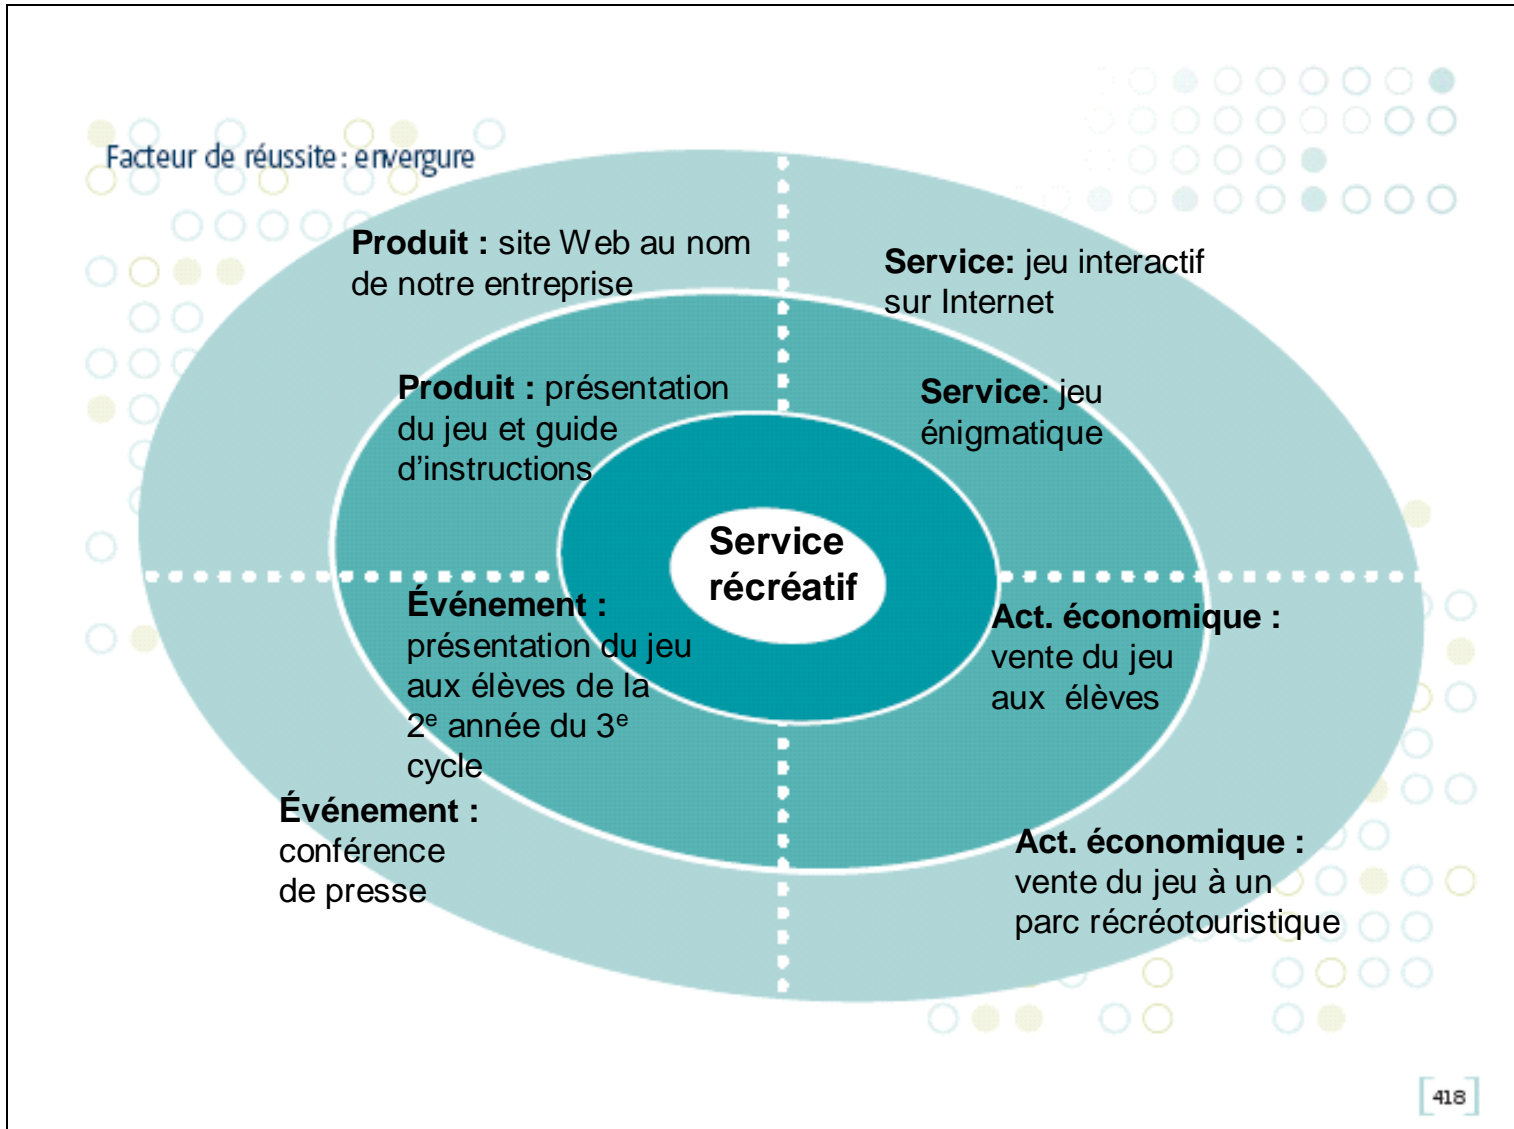 Facteur de réussite : envergure
Produit : site Web au nom
de notre entreprise
Service: jeu interactif
sur Internet
Produit : présentation
du jeu et guide
d’instructions
Service: jeu
énigmatique
Service
récréatif
Événement :
présentation du jeu
aux élèves de la
2e année du 3e
cycle
Act. économique :
vente du jeu
aux élèves
Événement :
conférence
de presse
Act. économique :
vente du jeu à un
parc récréotouristique
[418]